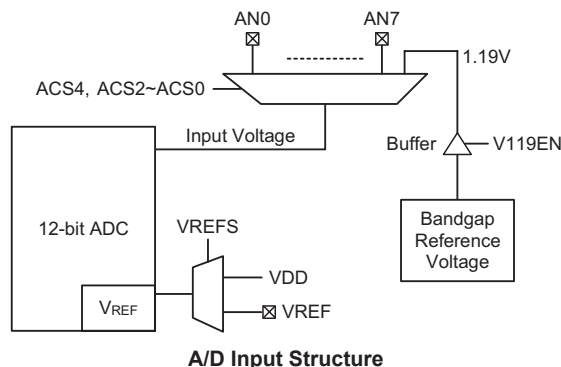 AN0 AN7
1.19V
ACS4, ACS2~ACS0
Input Voltage
Buffer
V119EN
12-bit ADC
VREFS
Bandgap
Reference
Voltage
VDD
VREF
VREF
A/D Input Structure